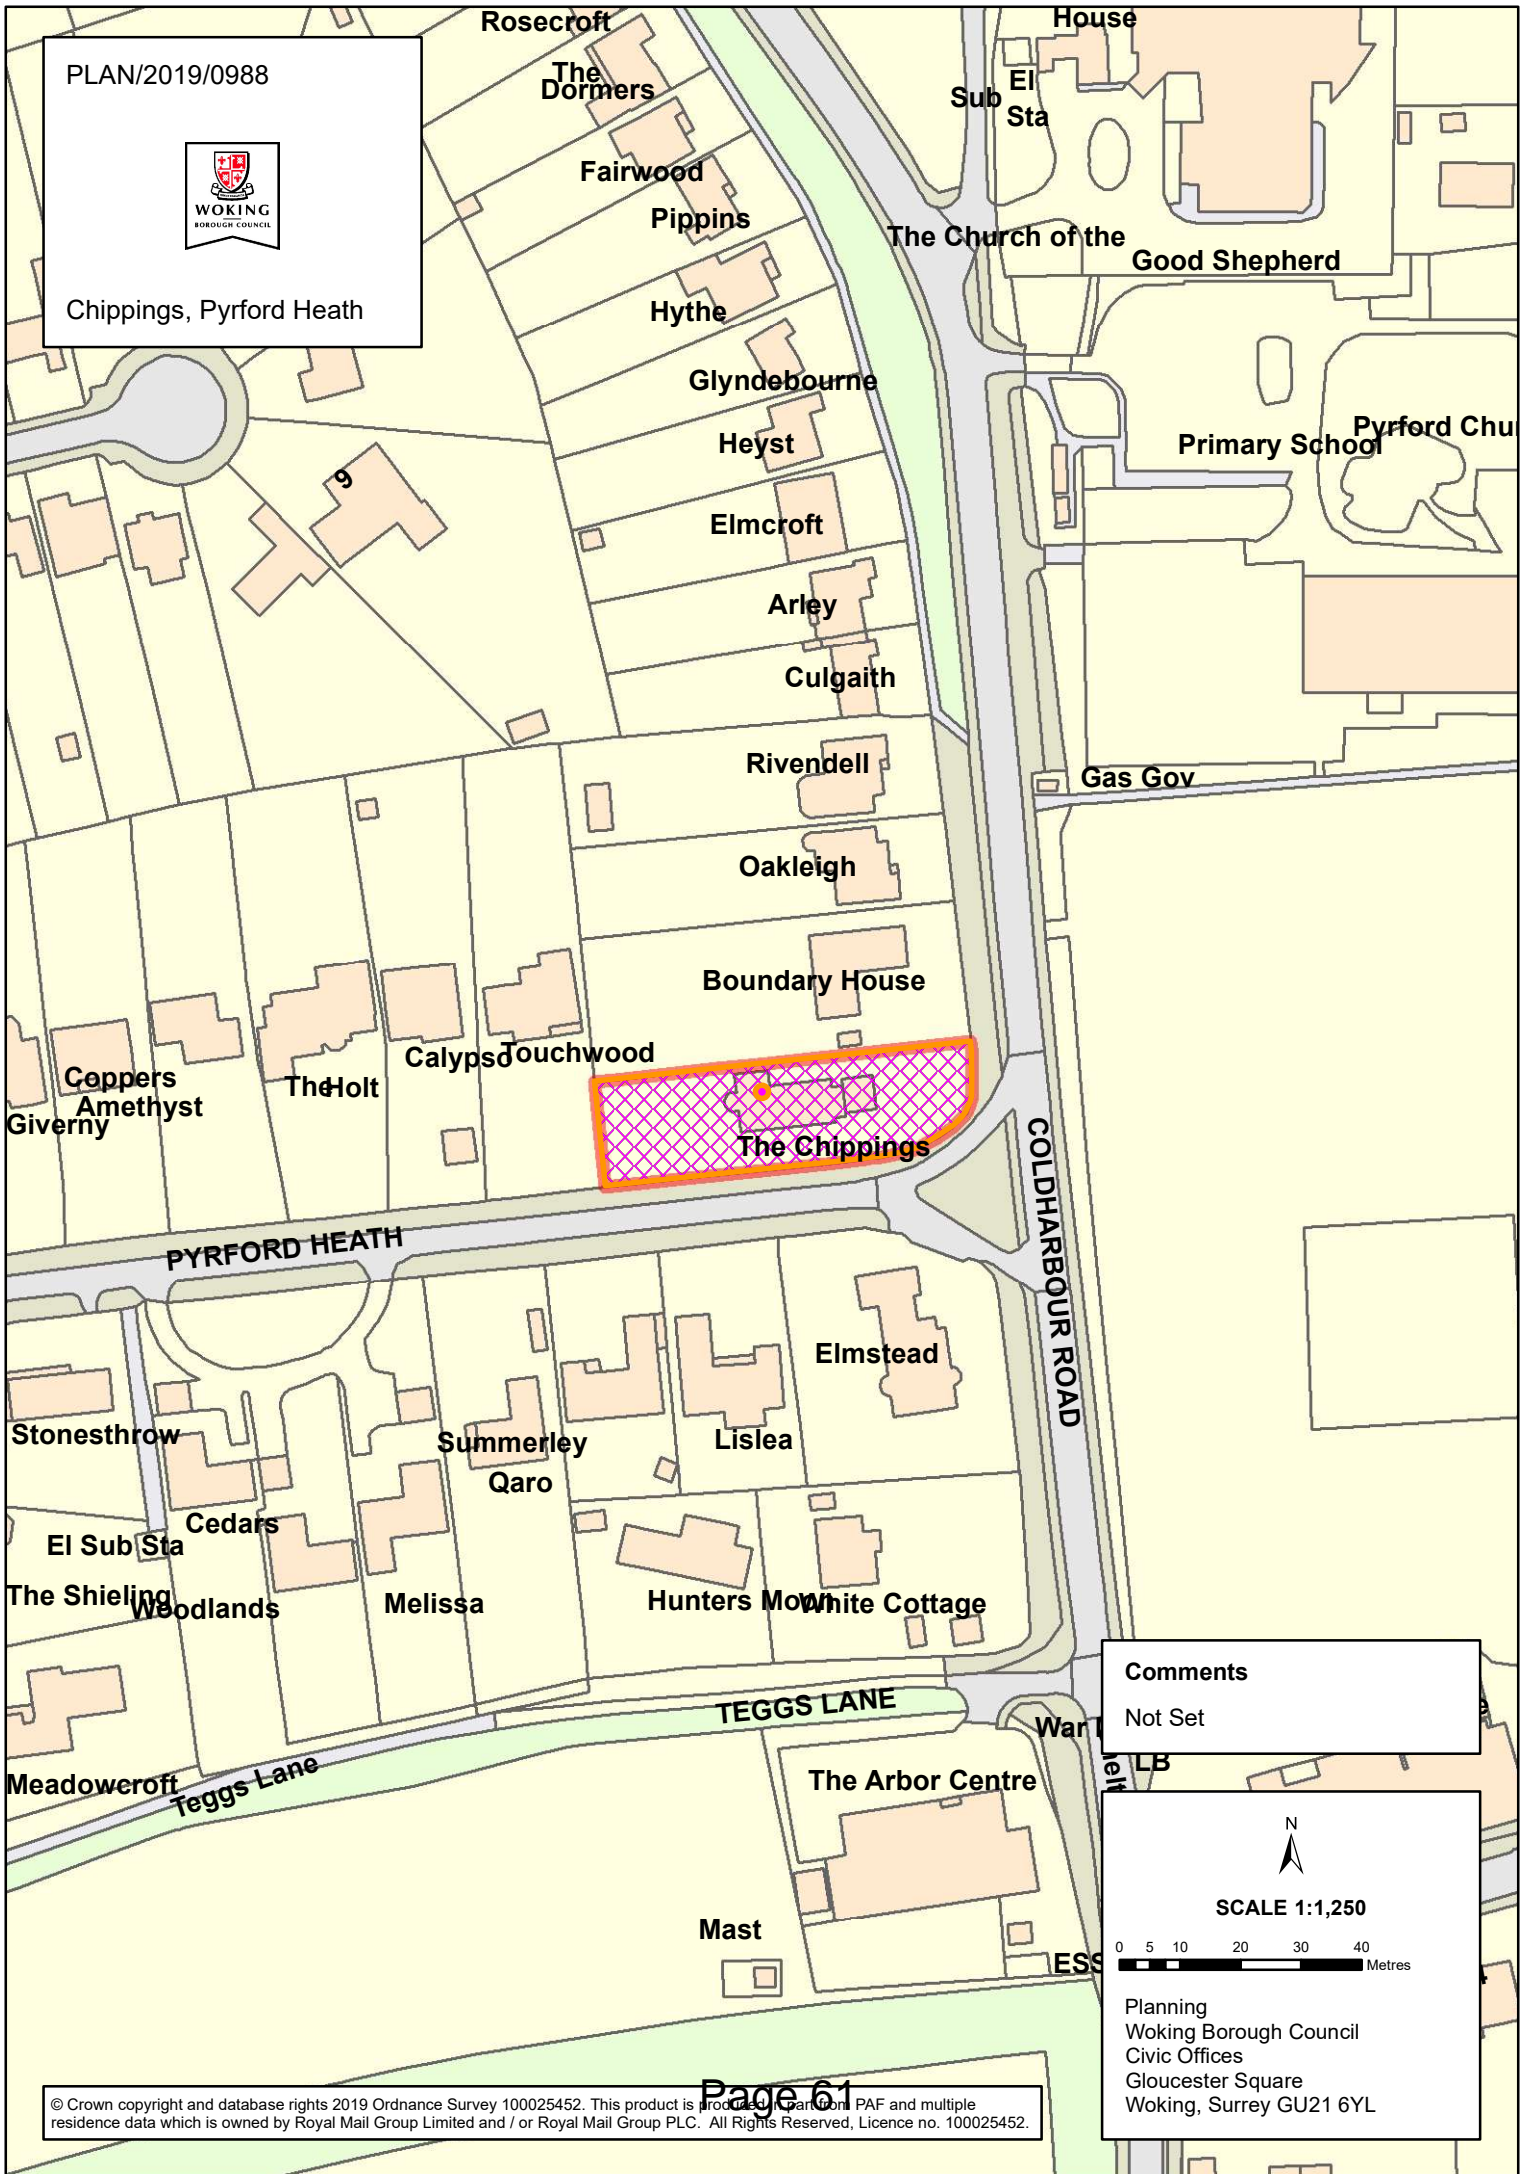 PLAN/2019/0988
WOKING
BOROUGH COUNCIL
Chippings, Pyrford Heath
Rosecroft
The
Dormers
Fairwood
Pippins
Hythe
Glyndebourne
Heyst
Elmcroft
Arley
Culgaith
Rivendell
Oakleigh
Boundary House
House
El
Sub
Sta
The Church of the
Good Shepherd
Primary School
Pyrford Chu
Gas Gov
9
Touchwood
Calypso
The Holt
Coppers
Amethyst
Giverny
The Chippings
COLDHARBOUR ROAD
PYRFORD HEATH
Elmstead
Lislea
Summerley
Qaro
Stonesthrow
Cedars
El Sub Sta
The Shieling
Woodlands
Melissa
Hunters Moon
White Cottage
TEGGS LANE
Teggs Lane
Meadowcroft
War
LB
The Arbor Centre
Mast
ESS
Comments
Not Set
N
SCALE 1:1,250
0 5 10 20 30 40
Metres
Planning
Woking Borough Council
Civic Offices
Gloucester Square
Woking, Surrey GU21 6YL
Page 61
© Crown copyright and database rights 2019 Ordnance Survey 100025452. This product is produced in part from PAF and multiple
residence data which is owned by Royal Mail Group Limited and / or Royal Mail Group PLC. All Rights Reserved, Licence no. 100025452.